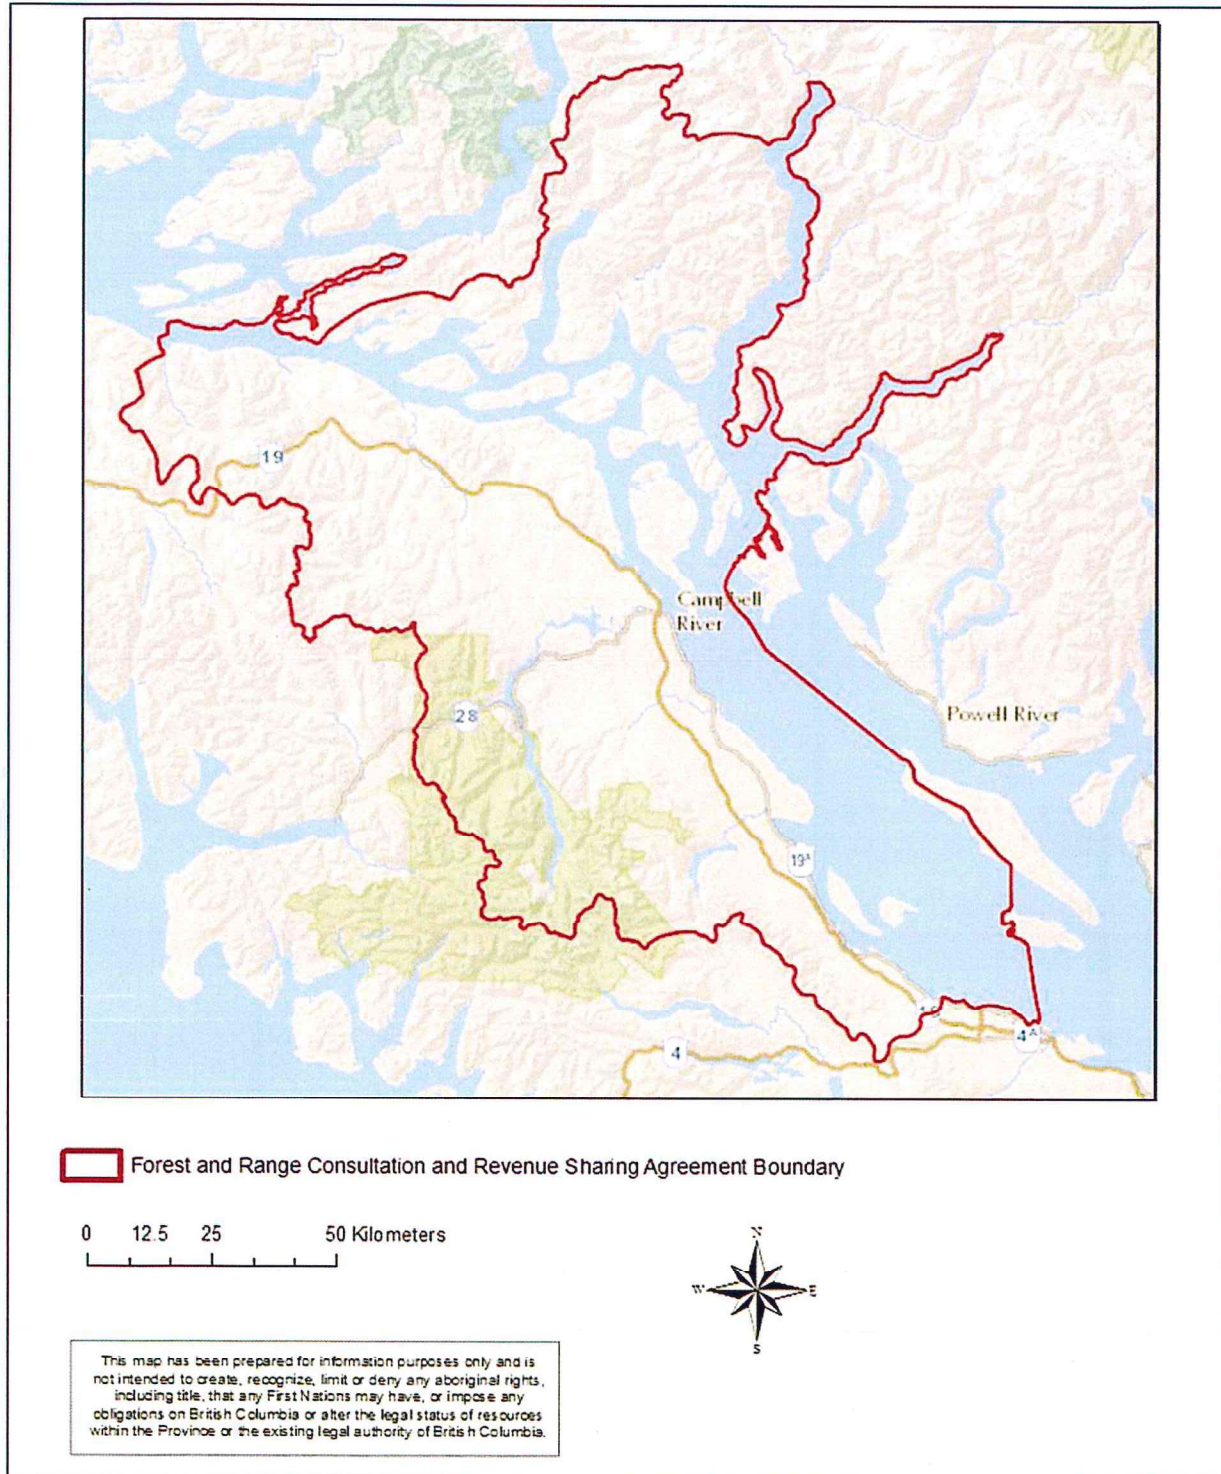 19
Campbell
River
Powell River
28
19A
19
4A
4
Forest and Range Consultation and Revenue Sharing Agreement Boundary
0 12.5 25 50 Kilometers
N
W E
S
This map has been prepared for information purposes only and is
not intended to create, recognize, limit or deny any aboriginal rights,
including title, that any First Nations may have, or impose any
obligations on British Columbia or alter the legal status of resources
within the Province or the existing legal authority of British Columbia.